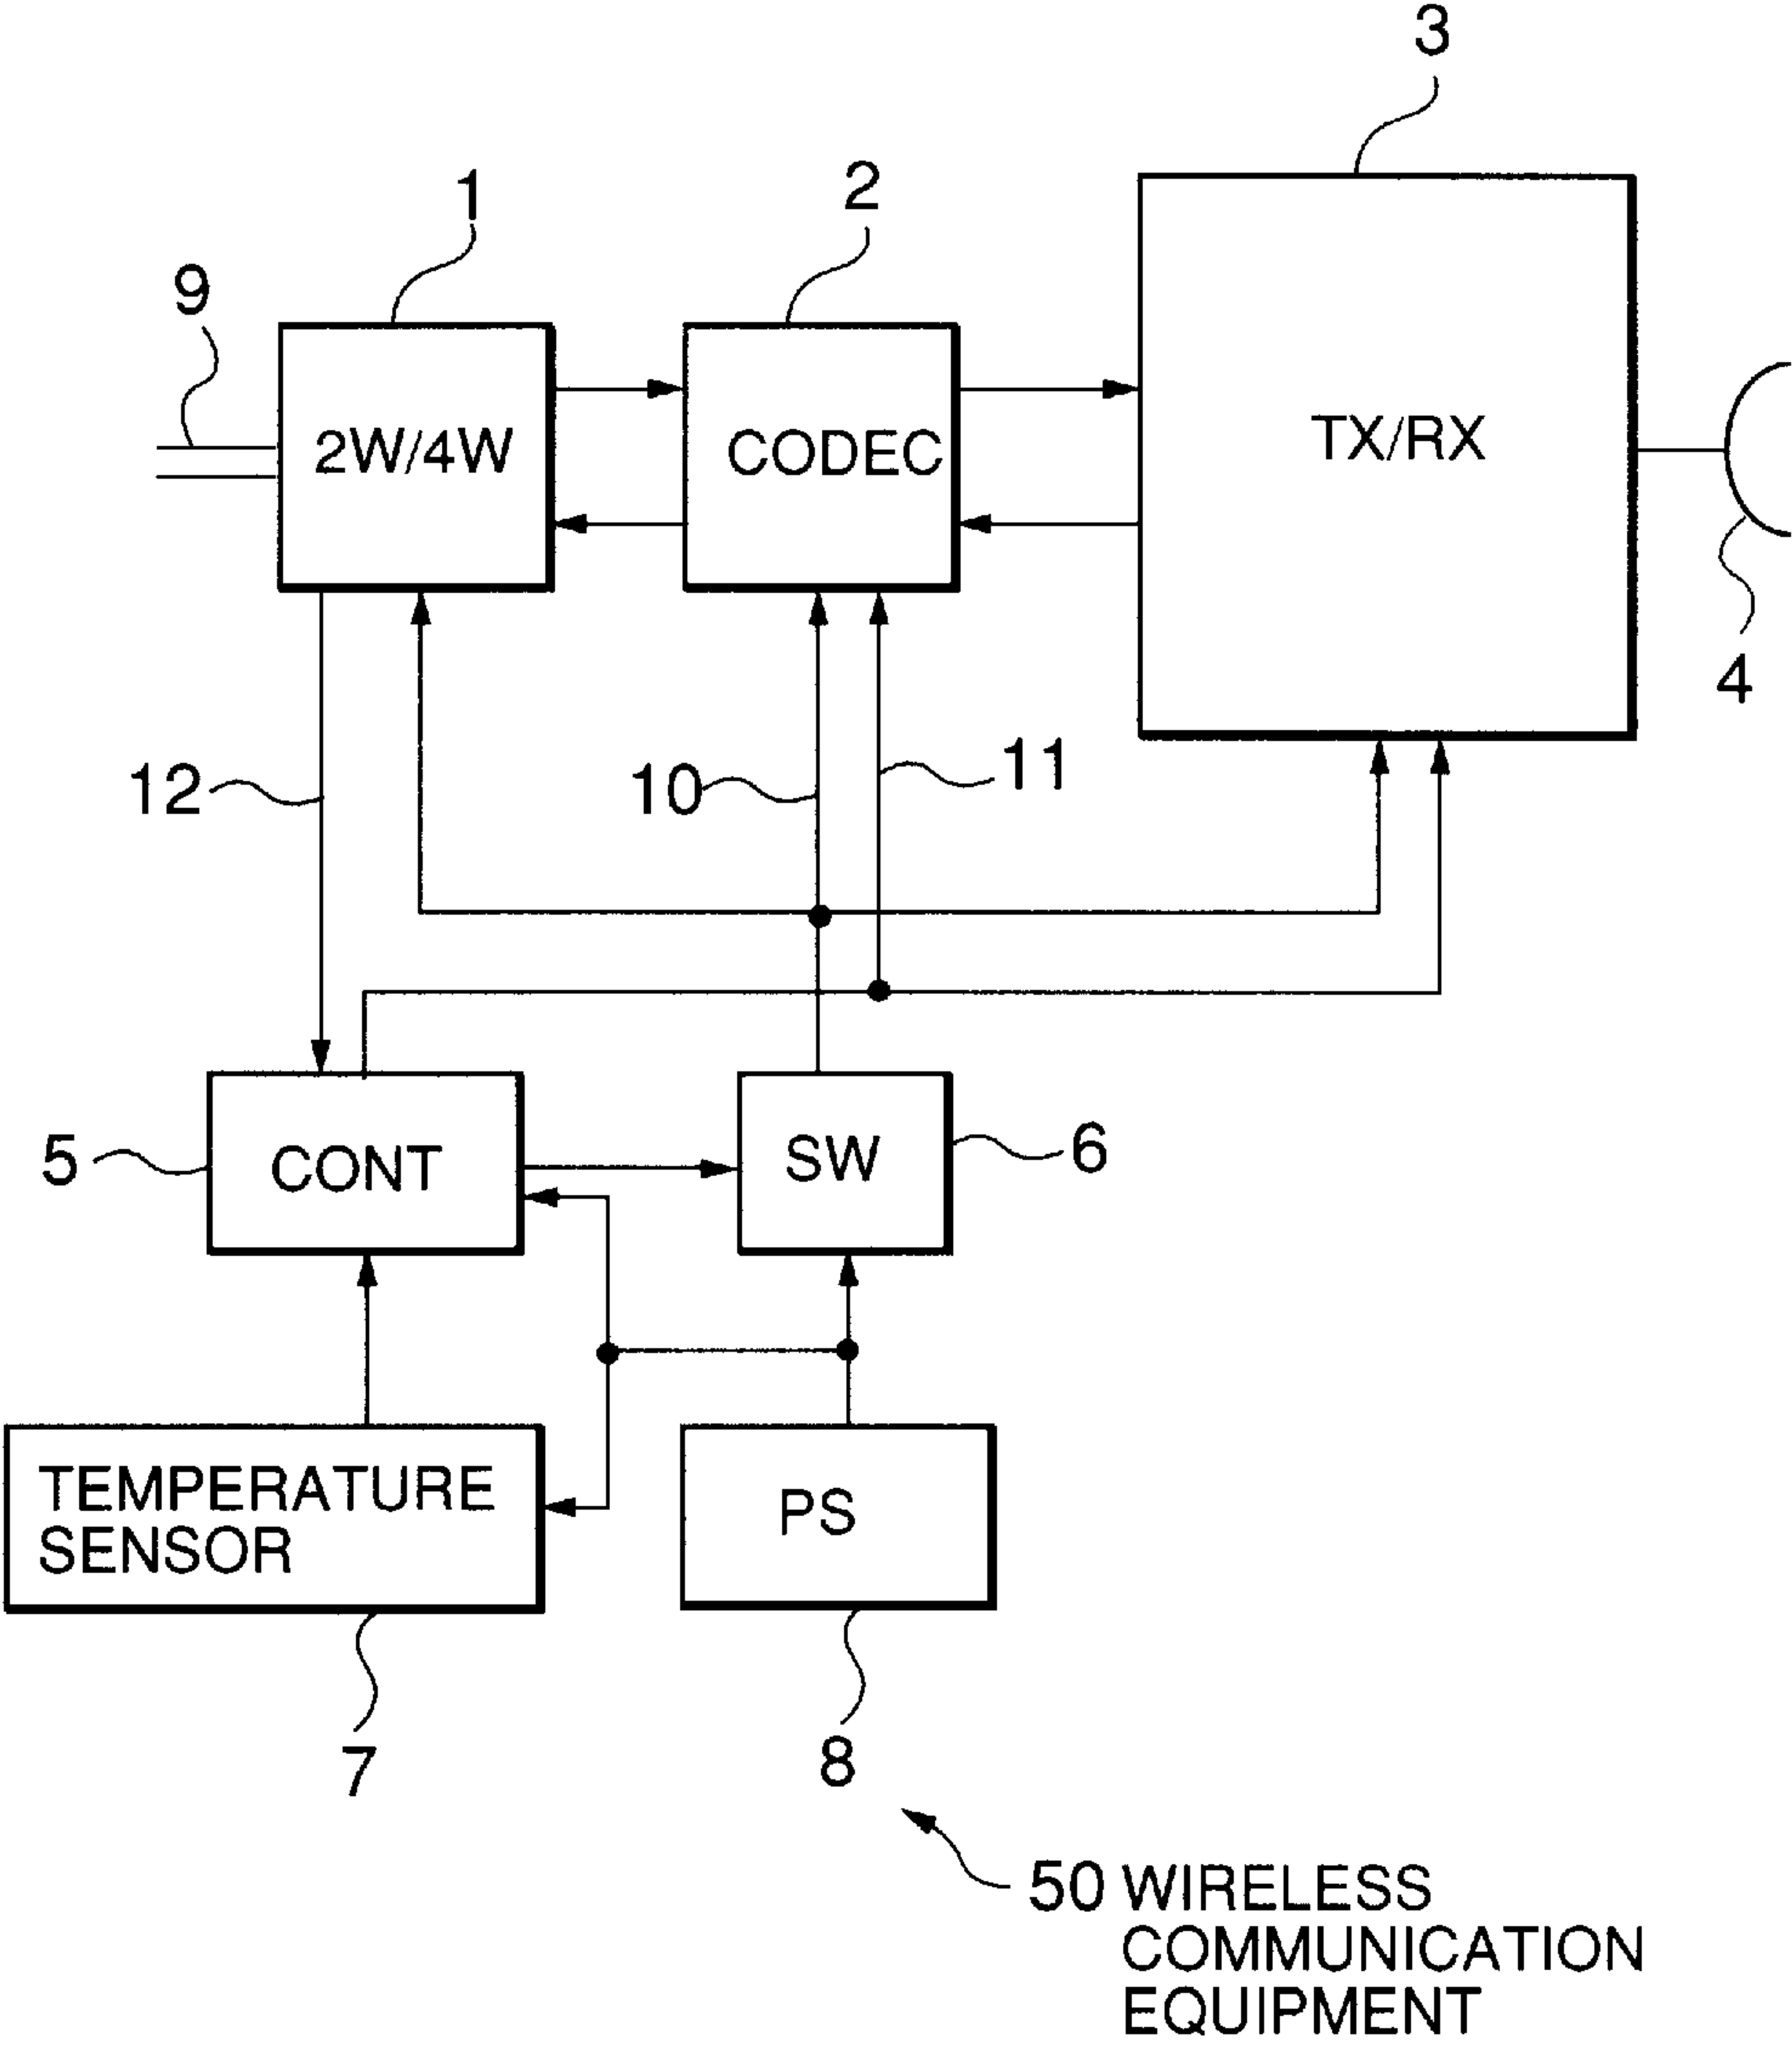 3
1
2
9
2W/4W
CODEC
TX/RX
4
12
10
11
5
CONT
SW
6
TEMPERATURE
SENSOR
PS
7
8
50 WIRELESS
COMMUNICATION
EQUIPMENT